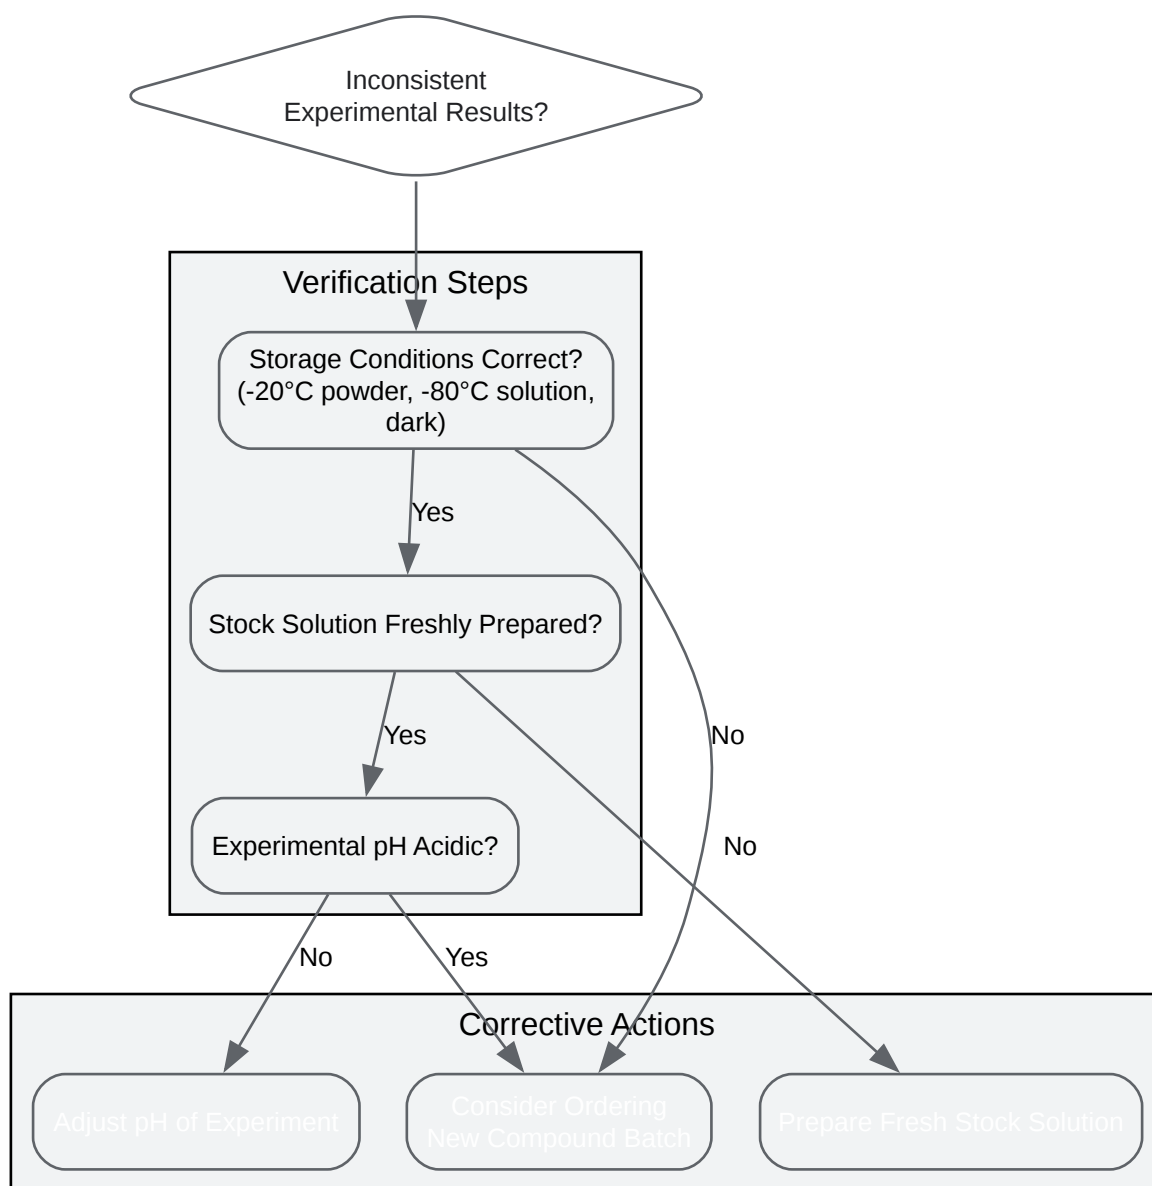 Inconsistent
Experimental Results?
Verification Steps
Storage Conditions Correct?
(-20°C powder, -80°C solution,
dark)
Yes
Stock Solution Freshly Prepared?
Yes
No
Experimental pH Acidic?
No
No
Yes
Corrective Actions
Adjust pH of Experiment
Consider Ordering
New Compound Batch
Prepare Fresh Stock Solution